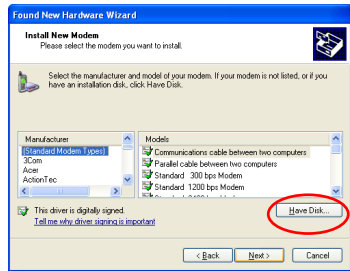 Found New Hardware Wizard
Install New Modem
Please select the modem you want to install.
Select the manufacturer and model of your modem. If your modem is not listed, or if you
have an installation disk, click Have Disk.
Manufacturer
(Standard Modem Types)
3Com
Acer
ActionTec
Models
Communications cable between two computers
Parallel cable between two computers
Standard 300 bps Modem
Standard 1200 bps Modem
This driver is digitally signed.
Tell me why driver signing is important
Have Disk...
< Back
Next >
Cancel